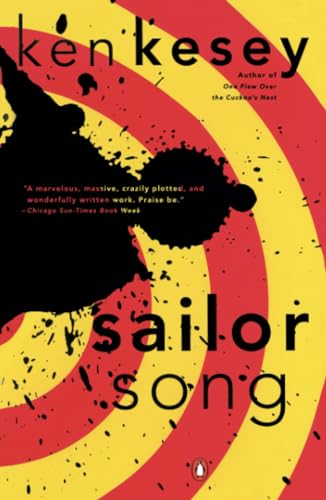 ken kesey
Author of
One Flew Over
the Cuckoo's Nest
"A marvelous, massive, crazily plotted, and
wonderfully written work. Praise be."
—Chicago Sun-Times Book Week
sailor
song